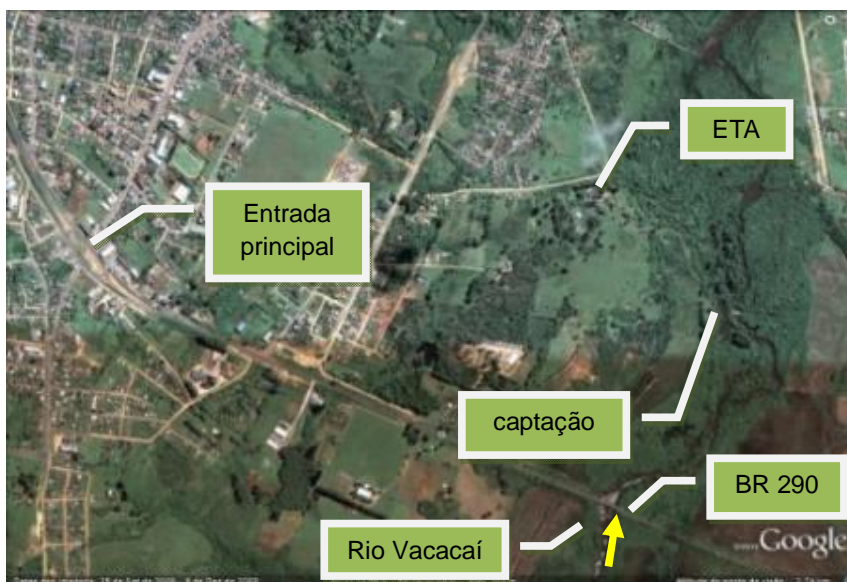 ETA
Entrada
principal
captação
BR 290
Rio Vacacaí
Google